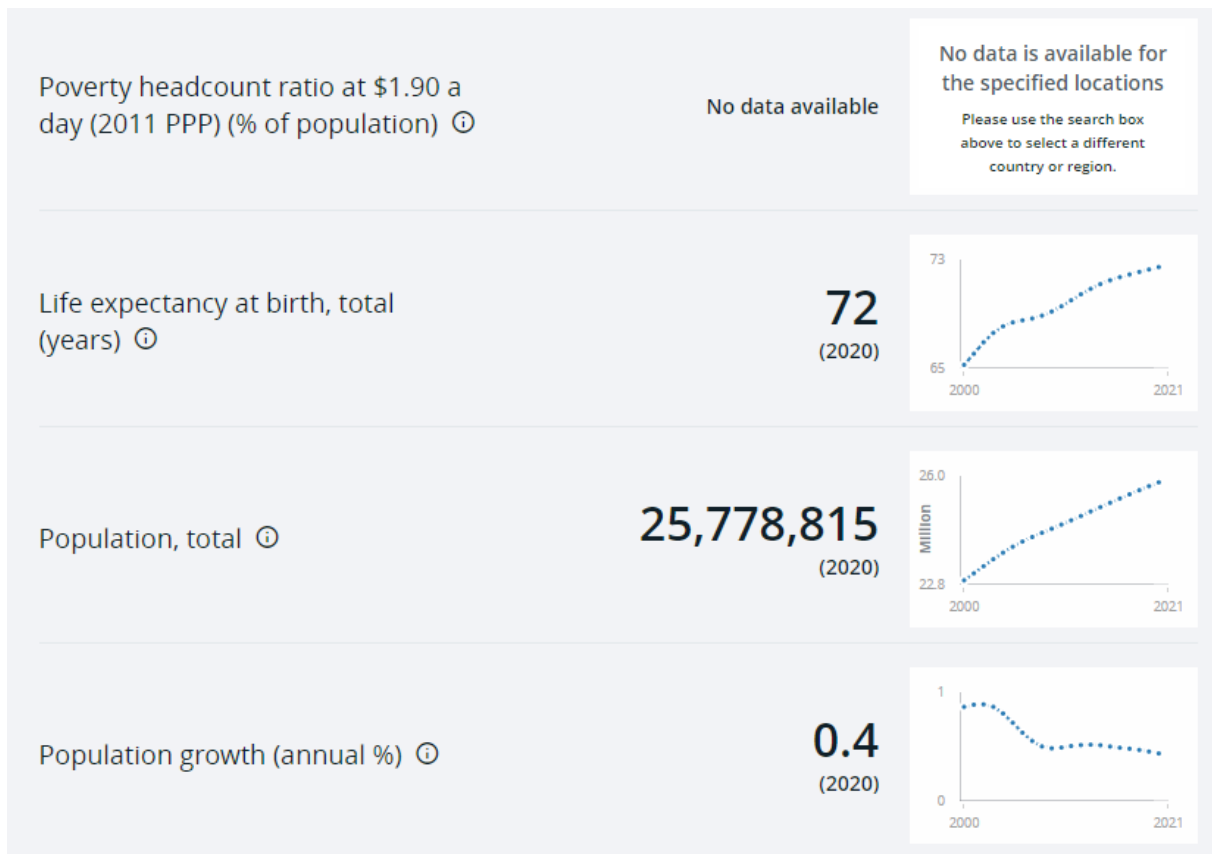 Poverty headcount ratio at $1.90 a
day (2011 PPP) (% of population)
No data available
No data is available for
the specified locations
Please use the search box
above to select a different
country or region.
Life expectancy at birth, total
(years)
72
(2020)
73
65
2000
2021
Population, total
25,778,815
(2020)
26.0
Million
22.8
2000
2021
Population growth (annual %)
0.4
(2020)
1
0
2000
2021